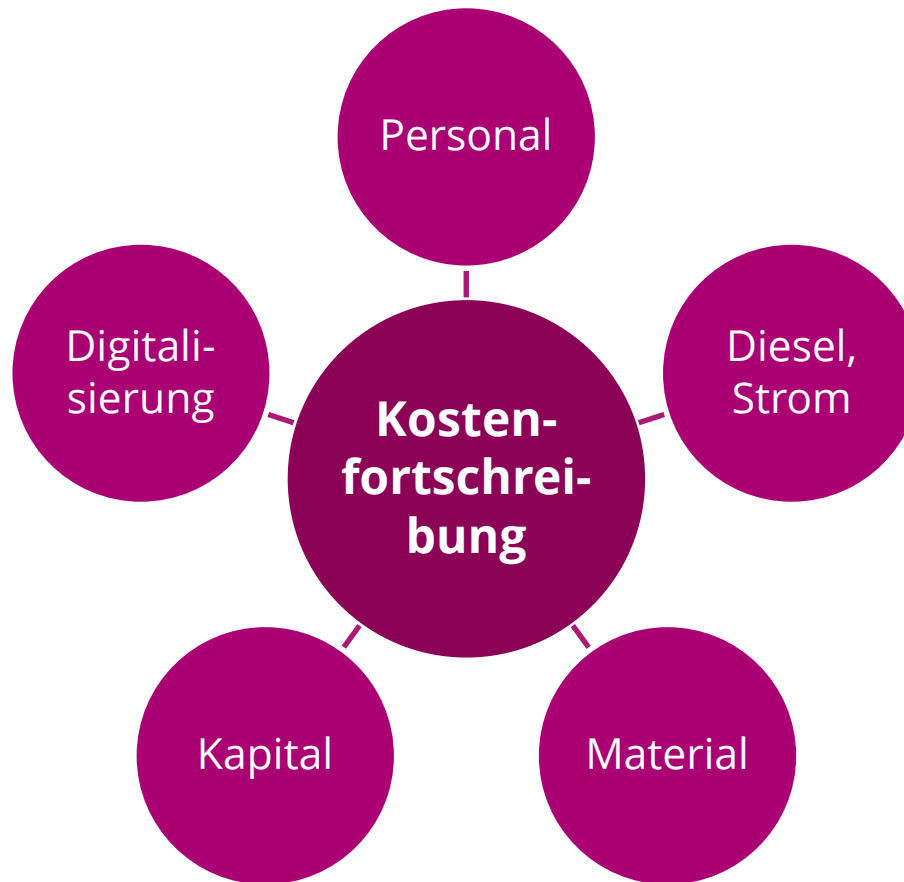 Personal
Digitali-
sierung
Diesel,
Strom
Kosten-
fortschrei-
bung
Kapital
Material